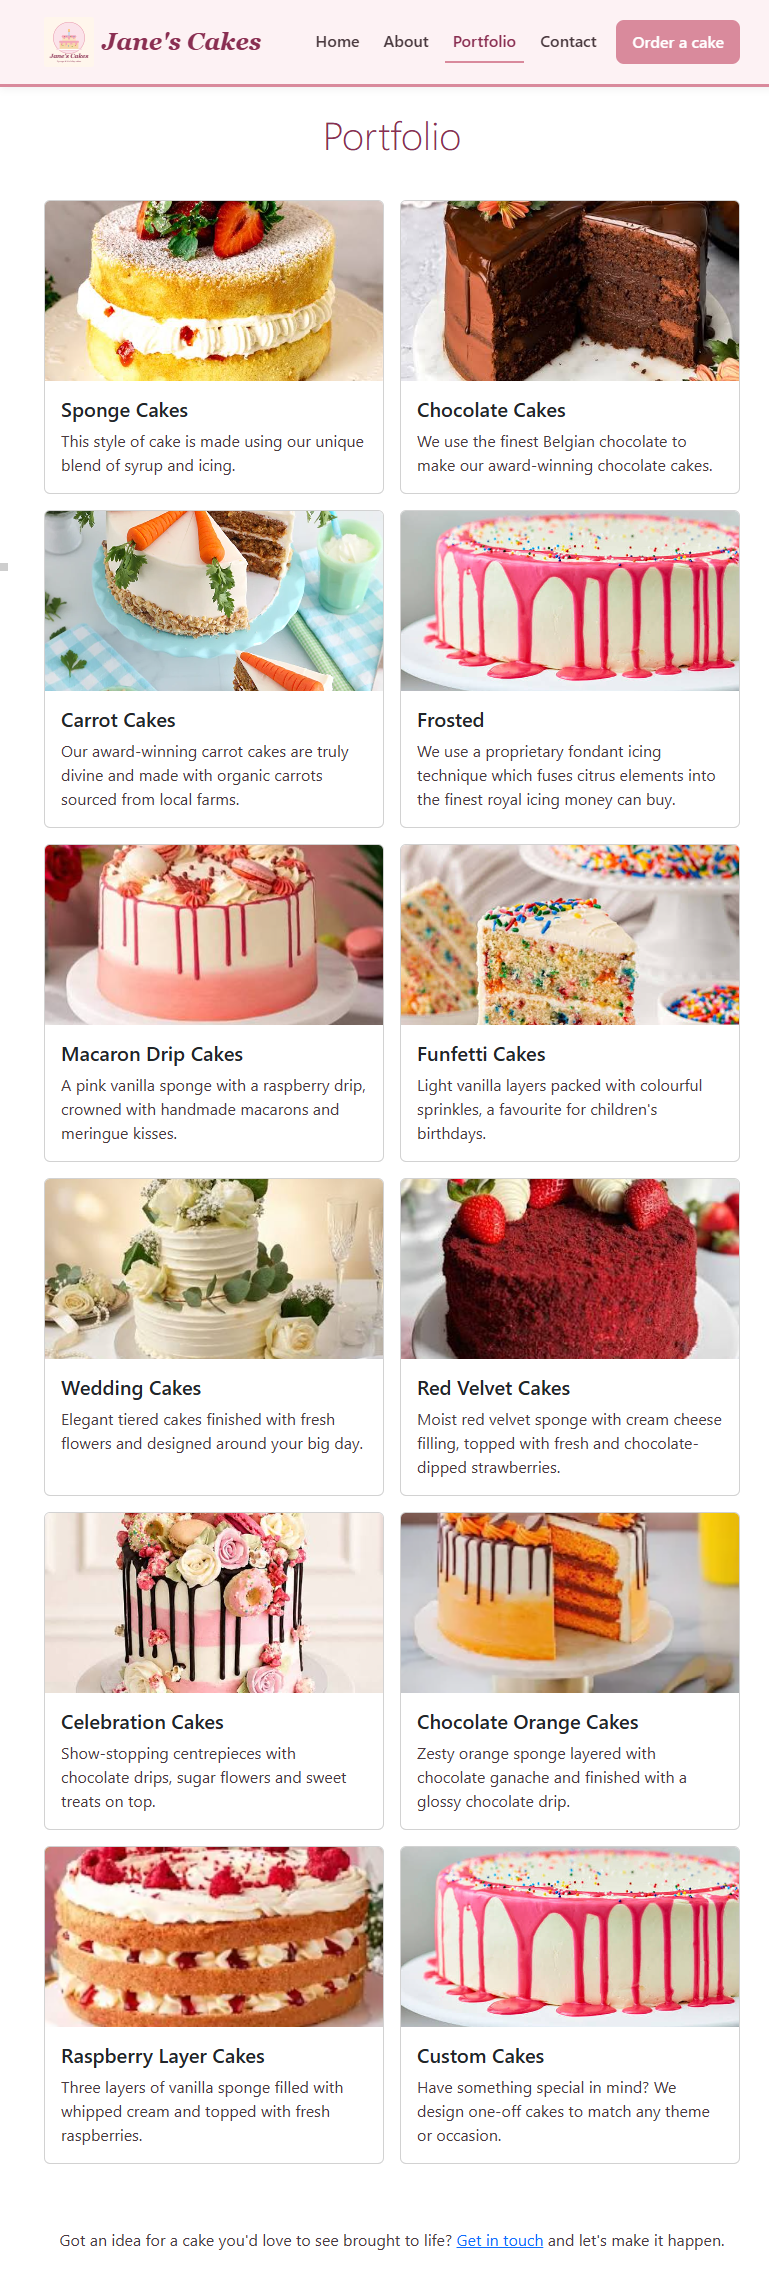 Jane's Cakes
Jane's Cakes
Home
About
Portfolio
Contact
Order a cake
Portfolio
Sponge Cakes
This style of cake is made using our unique
blend of syrup and icing.
Chocolate Cakes
We use the finest Belgian chocolate to
make our award-winning chocolate cakes.
Carrot Cakes
Our award-winning carrot cakes are truly
divine and made with organic carrots
sourced from local farms.
Frosted
We use a proprietary fondant icing
technique which fuses citrus elements into
the finest royal icing money can buy.
Macaron Drip Cakes
A pink vanilla sponge with a raspberry drip,
crowned with handmade macarons and
meringue kisses.
Funfetti Cakes
Light vanilla layers packed with colourful
sprinkles, a favourite for children's
birthdays.
Wedding Cakes
Elegant tiered cakes finished with fresh
flowers and designed around your big day.
Red Velvet Cakes
Moist red velvet sponge with cream cheese
filling, topped with fresh and chocolate-
dipped strawberries.
Celebration Cakes
Show-stopping centrepieces with
chocolate drips, sugar flowers and sweet
treats on top.
Chocolate Orange Cakes
Zesty orange sponge layered with
chocolate ganache and finished with a
glossy chocolate drip.
Raspberry Layer Cakes
Three layers of vanilla sponge filled with
whipped cream and topped with fresh
raspberries.
Custom Cakes
Have something special in mind? We
design one-off cakes to match any theme
or occasion.
Got an idea for a cake you'd love to see brought to life? Get in touch and let's make it happen.